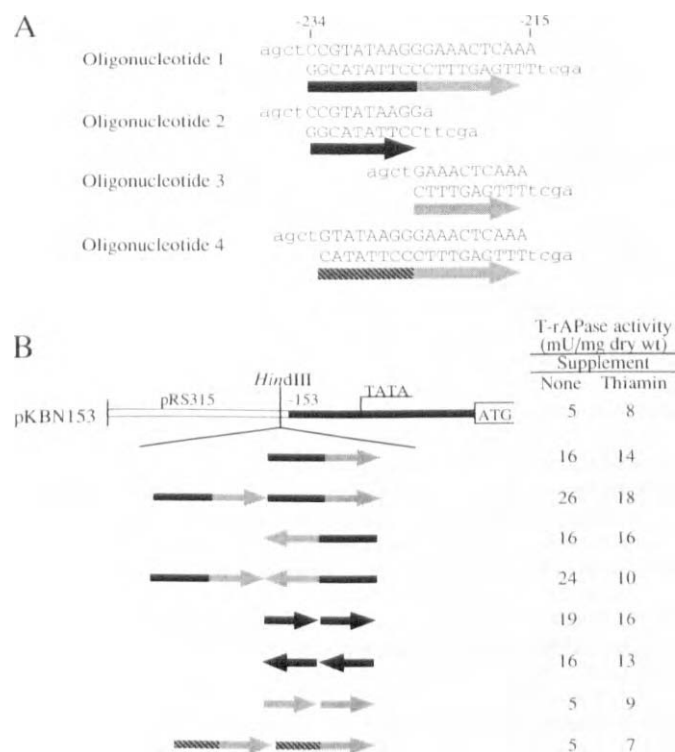 A
-234 -215
Oligonucleotide 1
agctCCGTATAAGGGAAACTCAAA
GGCATATTCCCTTTGAGTTTtcga
Oligonucleotide 2
agctCCGTATAAGGa
GGCATATTCCttcga
Oligonucleotide 3
agctGAAACTCAAA
CTTTGAGTTTtcga
Oligonucleotide 4
agctGTATAAGGGAAACTCAAA
CATATTCCCTTTGAGTTTtcga
B
T-rAPase activity
(mU/mg dry wt)
Supplement
None Thiamin
HindIII
pKBN153 pRS315 -153 TATA ATG 5 8
16 14
26 18
16 16
24 10
19 16
16 13
5 9
5 7